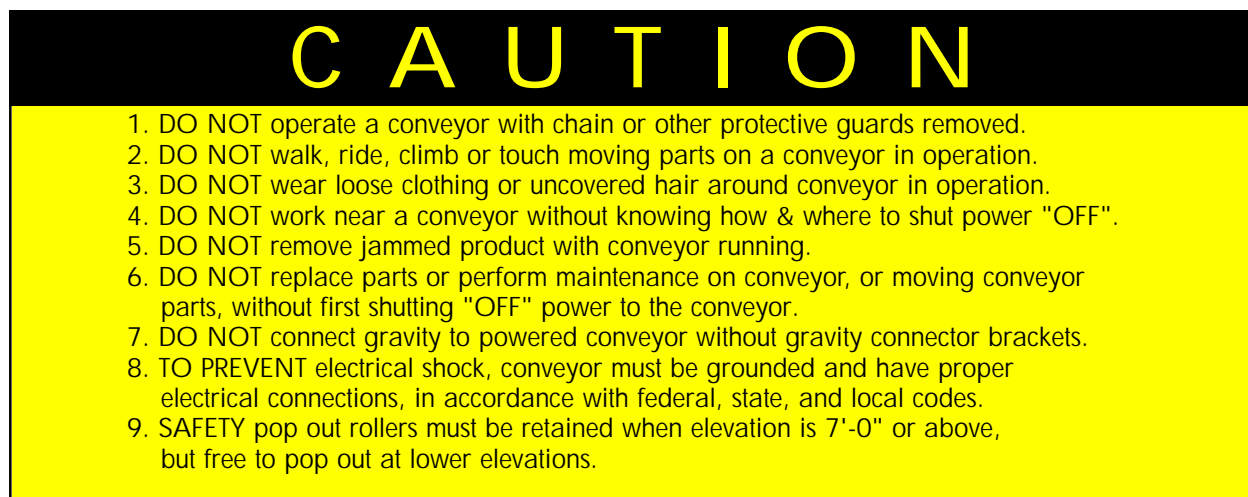 CAUTION
1. DO NOT operate a conveyor with chain or other protective guards removed.
2. DO NOT walk, ride, climb or touch moving parts on a conveyor in operation.
3. DO NOT wear loose clothing or uncovered hair around conveyor in operation.
4. DO NOT work near a conveyor without knowing how & where to shut power "OFF".
5. DO NOT remove jammed product with conveyor running.
6. DO NOT replace parts or perform maintenance on conveyor, or moving conveyor
parts, without first shutting "OFF" power to the conveyor.
7. DO NOT connect gravity to powered conveyor without gravity connector brackets.
8. TO PREVENT electrical shock, conveyor must be grounded and have proper
electrical connections, in accordance with federal, state, and local codes.
9. SAFETY pop out rollers must be retained when elevation is 7'-0" or above,
but free to pop out at lower elevations.